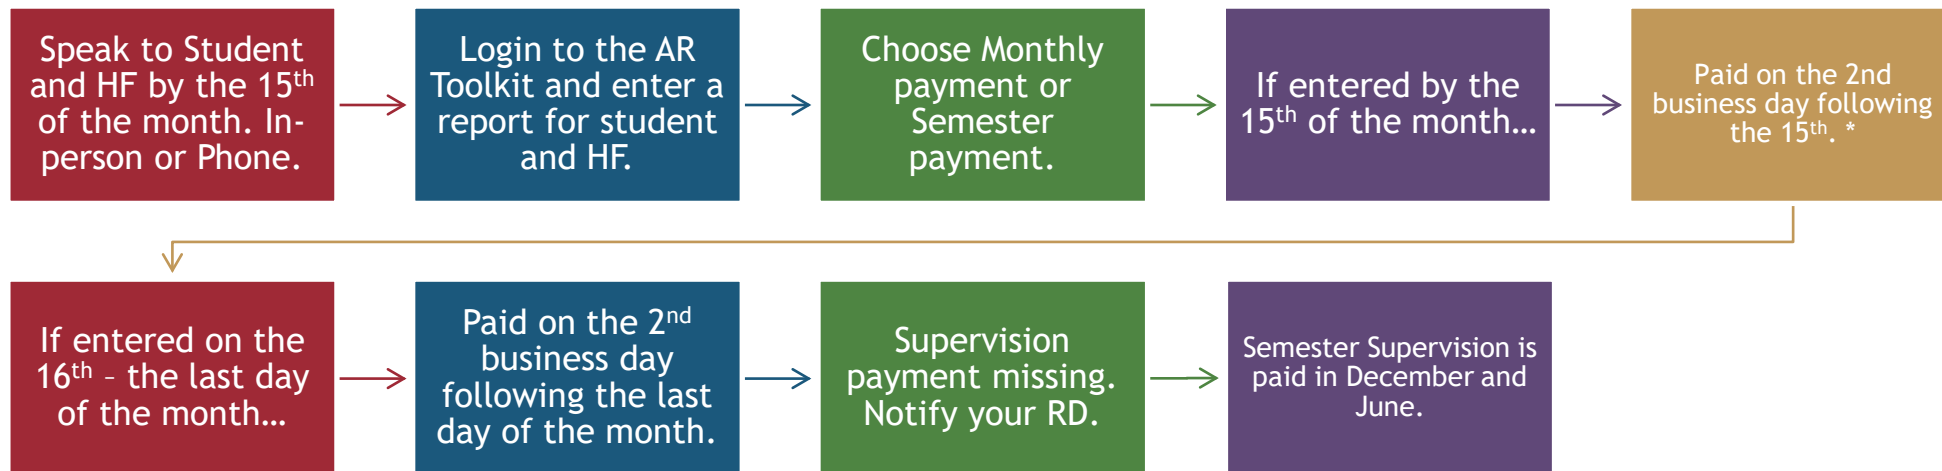 Speak to Student
and HF by the 15th
of the month. In-
person or Phone.
Login to the AR
Toolkit and enter a
report for student
and HF.
Choose Monthly
payment or
Semester
payment.
If entered by the
15th of the month…
Paid on the 2nd
business day following
the 15th. *
If entered on the
16th – the last day
of the month…
Paid on the 2nd
business day
following the last
day of the month.
Supervision
payment missing.
Notify your RD.
Semester Supervision is
paid in December and
June.